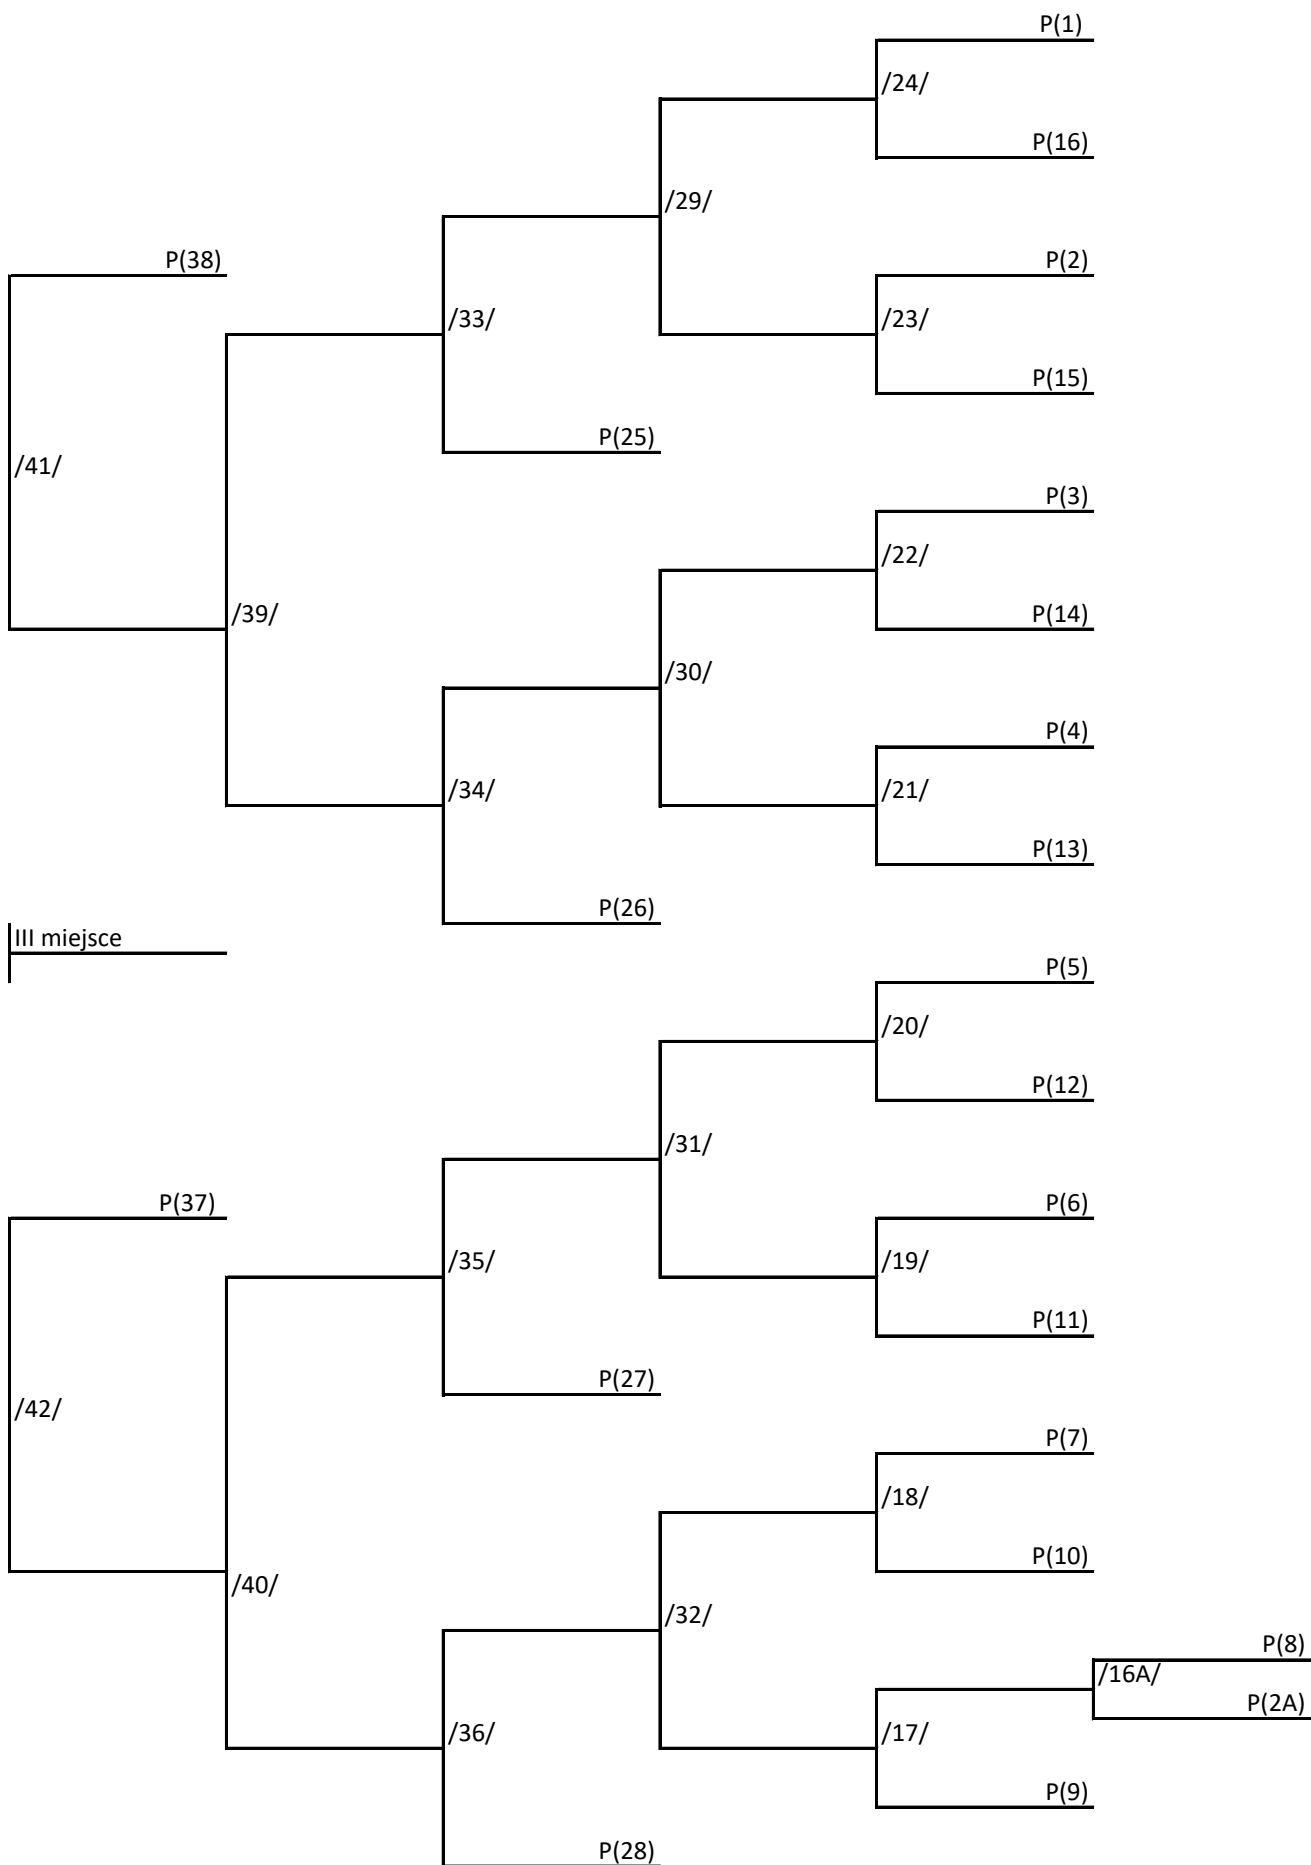 P(1)
/24/
P(16)
/29/
P(38)
P(2)
/33/
/23/
P(15)
P(25)
/41/
P(3)
/22/
/39/
P(14)
/30/
P(4)
/34/
/21/
P(13)
P(26)
III miejsce
P(5)
/20/
P(12)
/31/
P(37)
P(6)
/35/
/19/
P(11)
P(27)
/42/
P(7)
/18/
P(10)
/40/
/32/
P(8)
/16A/
P(2A)
/36/
/17/
P(9)
P(28)